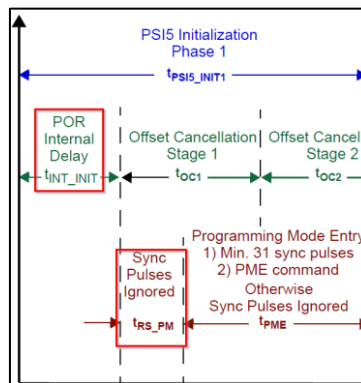 PSI5 Initialization
Phase 1
tPSI5_INIT1
POR
Internal
Delay
tINT_INIT
Offset Cancellation
Stage 1
tOC1
Offset Cancel
Stage 2
tOC2
Sync
Pulses
Ignored
tRS_PM
Programming Mode Entry
1) Min. 31 sync pulses
2) PME command
Otherwise
Sync Pulses Ignored
tPME